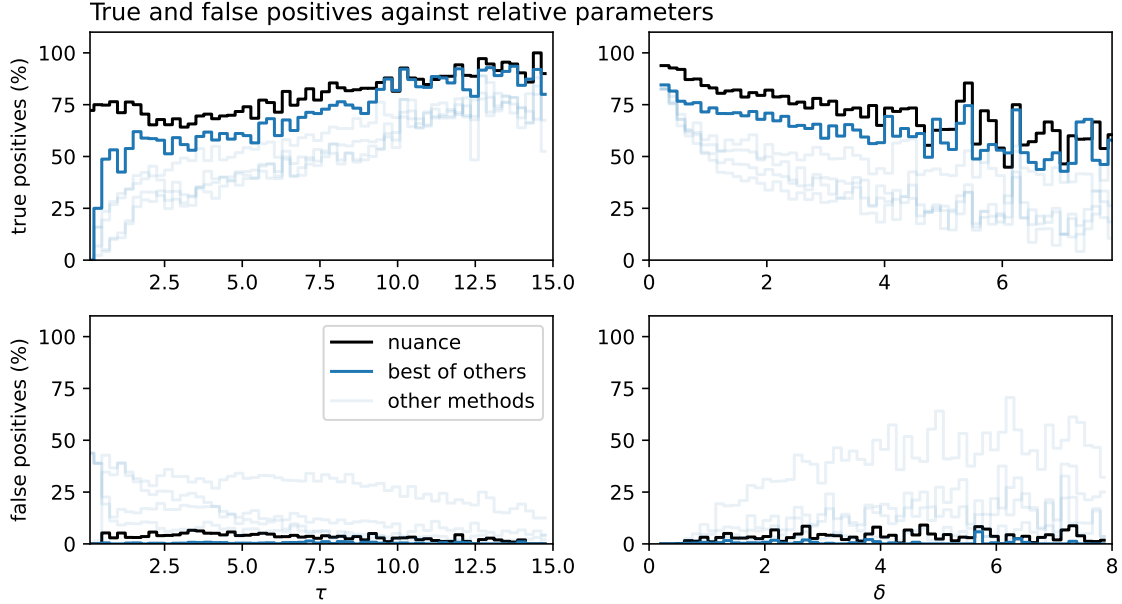 True and false positives against relative parameters
true positives (%)
100
75
50
25
0
2.5 5.0 7.5 10.0 12.5 15.0
100
75
50
25
0
0 2 4 6
false positives (%)
100
75
50
25
0
nuance
best of others
other methods
2.5 5.0 7.5 10.0 12.5 15.0
τ
100
75
50
25
0
0 2 4 6 8
δ